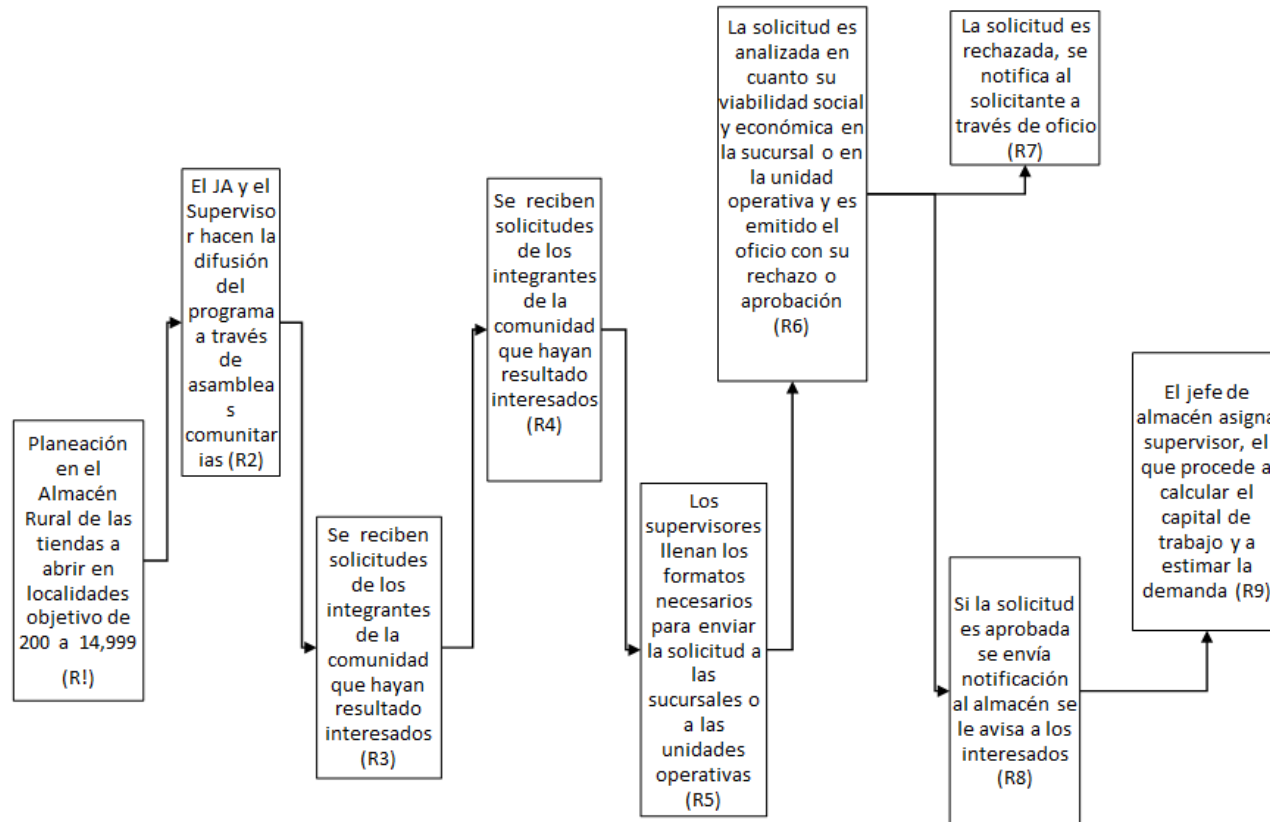 Planeación
en el
Almacén
Rural de las
tiendas a
abrir en
localidades
objetivo de
200 a 14,999
(R!)
El JA y el
Superviso
r hacen la
difusión
del
programa
a través
de
asamblea
s
comunitar
ias (R2)
Se reciben
solicitudes
de los
integrantes
de la
comunidad
que hayan
resultado
interesados
(R3)
Se reciben
solicitudes
de los
integrantes
de la
comunidad
que hayan
resultado
interesados
(R4)
Los
supervisores
llenan los
formatos
necesarios
para enviar
la solicitud a
las
sucursales o
a las
unidades
operativas
(R5)
La solicitud es
analizada en
cuanto su
viabilidad social
y económica en
la sucursal o en
la unidad
operativa y es
emitido el
oficio con su
rechazo o
aprobación
(R6)
La solicitud es
rechazada, se
notifica al
solicitante a
través de oficio
(R7)
Si la solicitud
es aprobada
se envía
notificación
al almacén se
le avisa a los
interesados
(R8)
El jefe de
almacén asigna
supervisor, el
que procede a
calcular el
capital de
trabajo y a
estimar la
demanda (R9)